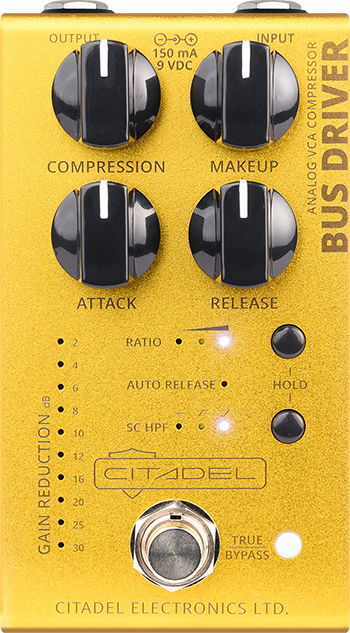 OUTPUT
INPUT
150 mA
9 VDC
COMPRESSION
MAKEUP
ANALOG VCA COMPRESSOR
BUS DRIVER
ATTACK
RELEASE
RATIO
AUTO RELEASE
SC HPF
HOLD
GAIN REDUCTION dB
2
4
6
8
10
12
16
20
25
30
CITADEL
TRUE
BYPASS
CITADEL ELECTRONICS LTD.